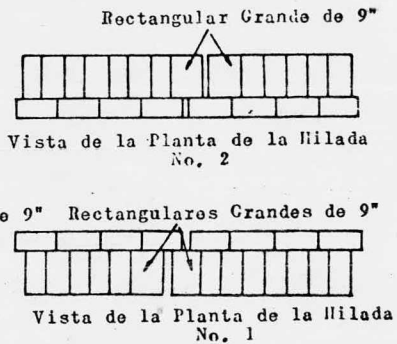 Rectangular Grande de 9"
Vista de la Planta de la Hilada
No. 2
e 9" Rectangulares Grandes de 9"
Vista de la Planta de la Hilada
No. 1